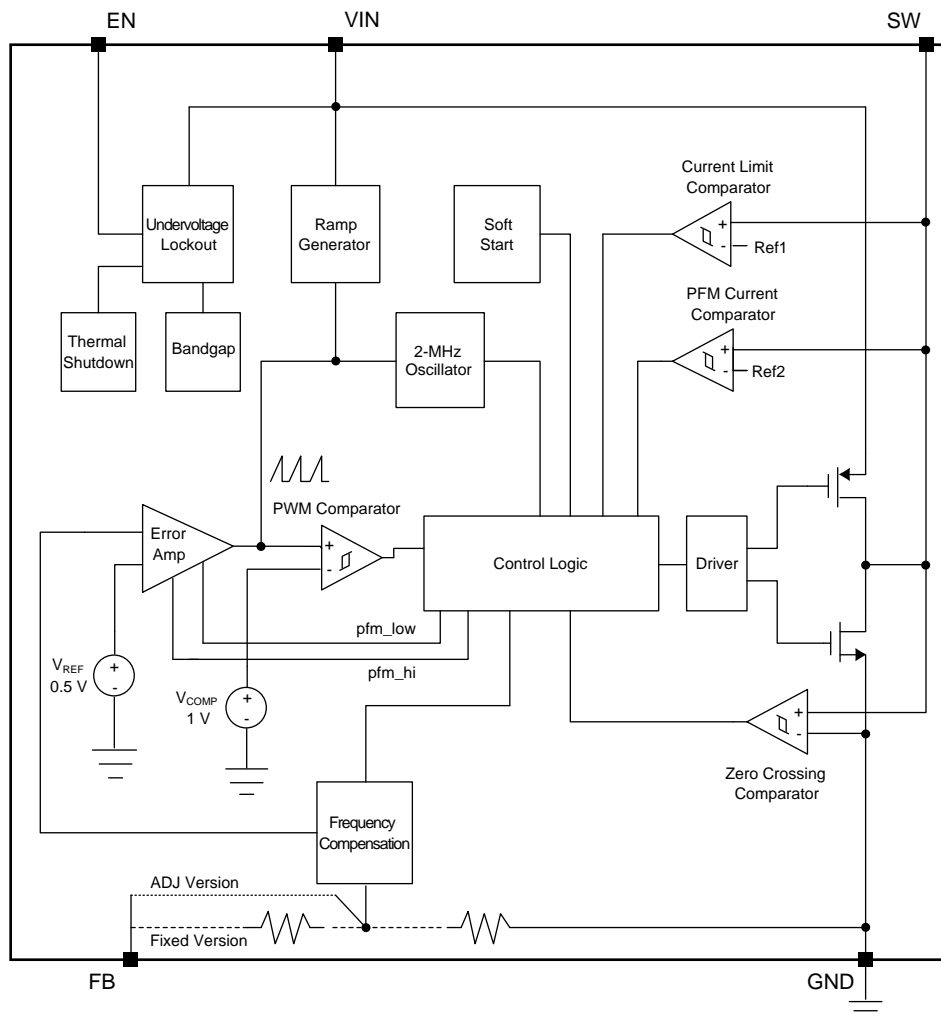 EN
VIN
SW
Current Limit
Comparator
Undervoltage
Lockout
Ramp
Generator
Soft
Start
+
-
Ref1
PFM Current
Comparator
Thermal
Shutdown
Bandgap
2-MHz
Oscillator
+
-
Ref2
PWM Comparator
Error
Amp
+
-
Control Logic
Driver
pfm_low
pfm_hi
VREF
0.5 V
+
-
VCOMP
1 V
+
-
+
-
Zero Crossing
Comparator
Frequency
Compensation
ADJ Version
Fixed Version
FB
GND